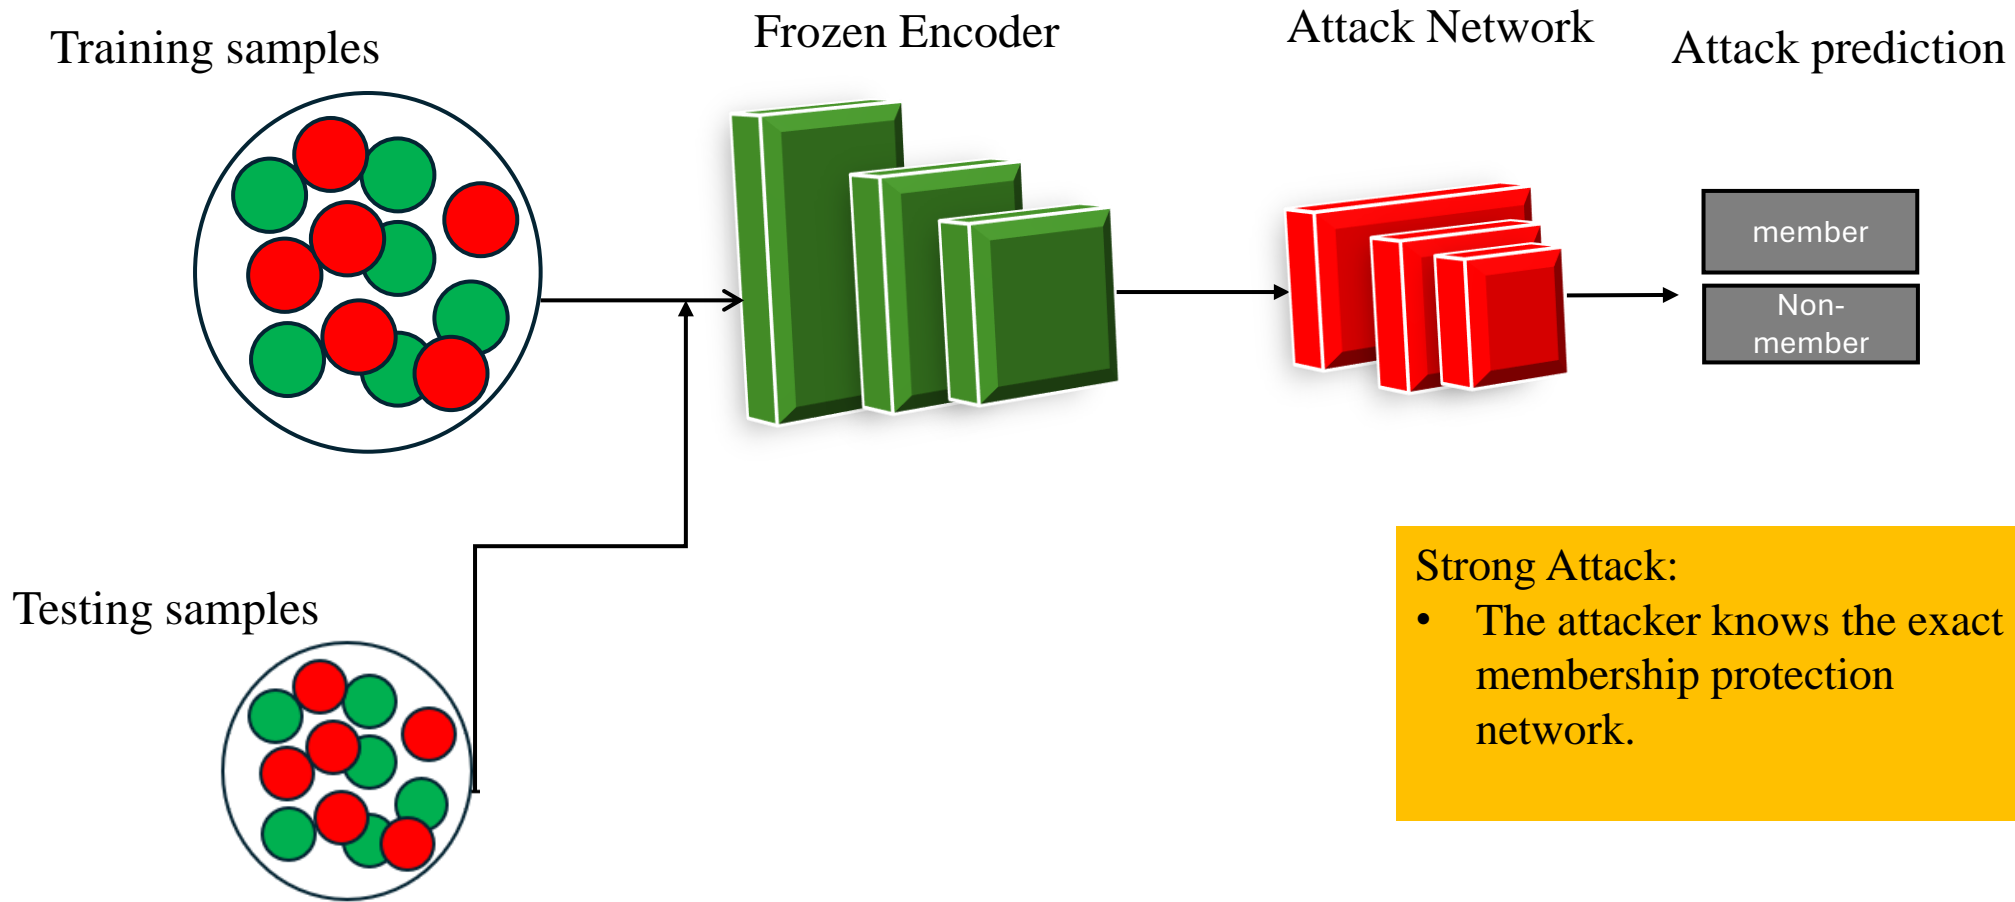 Training samples
Frozen Encoder
Attack Network
Attack prediction
member
Non-
member
Testing samples
Strong Attack:
• The attacker knows the exact
membership protection
network.